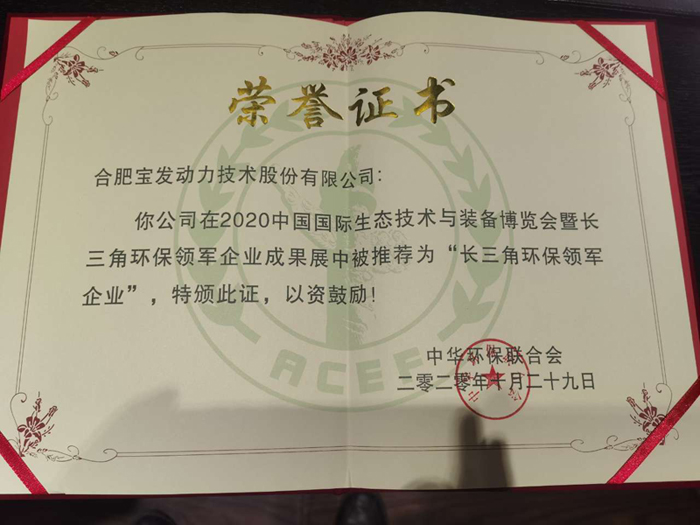 荣誉证书
合肥宝发动力技术股份有限公司：
你公司在2020中国国际生态技术与装备博览会暨长
三角环保领军企业成果展中被推荐为“长三角环保领军
企业”，特颁此证，以资鼓励！
ACEF
中华环保联合会
二零二零年十月二十九日